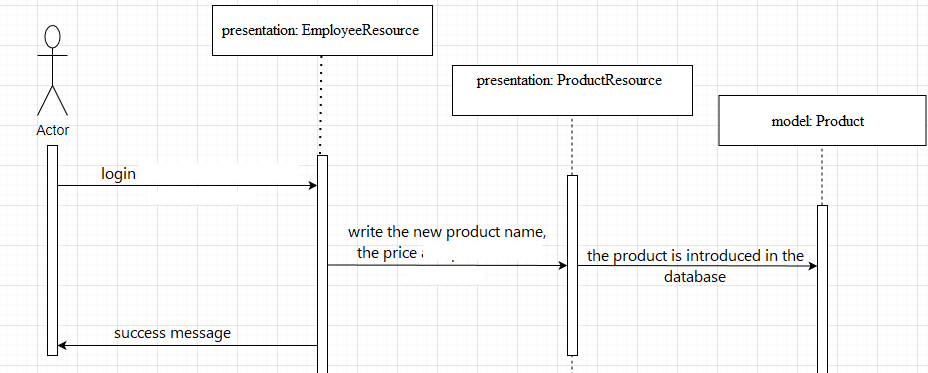 presentation: EmployeeResource
presentation: ProductResource
model: Product
Actor
login
write the new product name,
the price
the product is introduced in the
database
success message